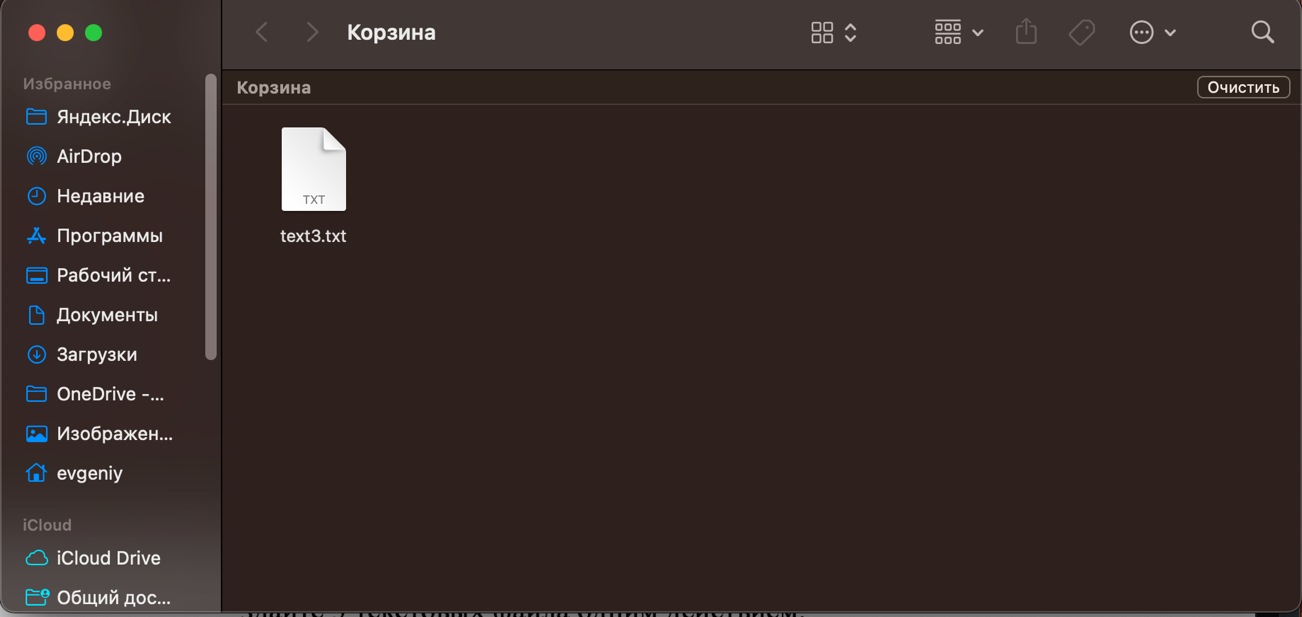 Корзина
Избранное
Яндекс.Диск
AirDrop
Недавние
Программы
Рабочий ст...
Документы
Загрузки
OneDrive -...
Изображен...
evgeniy
iCloud
iCloud Drive
Общий дос...
Корзина
Очистить
TXT
text3.txt